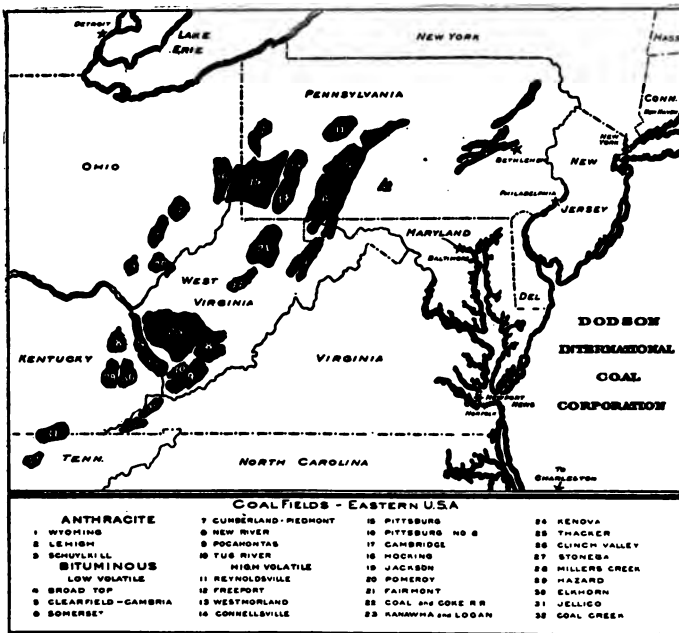 DETROIT
LAKE
ERIE
NEW YORK
MASS
CONN.
PENNSYLVANIA
NEW
YORK
OHIO
BETHLEHEM
NEW
PHILADELPHIA
JERSEY
MARYLAND
BALTIMORE
WEST
VIRGINIA
DEL
KENTUCKY
VIRGINIA
NEWPORT
NEWS
NORFOLK
TENN.
NORTH CAROLINA
TO
CHARLESTON
DODSON
INTERNATIONAL
COAL
CORPORATION
COAL FIELDS - EASTERN U.S.A
ANTHRACITE
1 WYOMING
2 LEHIGH
3 SCHUYLKILL
BITUMINOUS
LOW VOLATILE
4 BROAD TOP
5 CLEARFIELD-CAMBRIA
6 SOMERSET
7 CUMBERLAND-PIEDMONT
8 NEW RIVER
9 POCAHONTAS
10 TUG RIVER
HIGH VOLATILE
11 REYNOLDSVILLE
12 FREEPORT
13 WESTMORLAND
14 CONNELLSVILLE
15 PITTSBURG
16 PITTSBURG NO 8
17 CAMBRIDGE
18 HOCKING
19 JACKSON
20 POMEROY
21 FAIRMONT
22 COAL and COKE R R
23 KANAWHA and LOGAN
24 KENOVA
25 THACKER
26 CLINCH VALLEY
27 STONEGA
28 MILLERS CREEK
29 HAZARD
30 ELKHORN
31 JELLICO
32 COAL CREEK